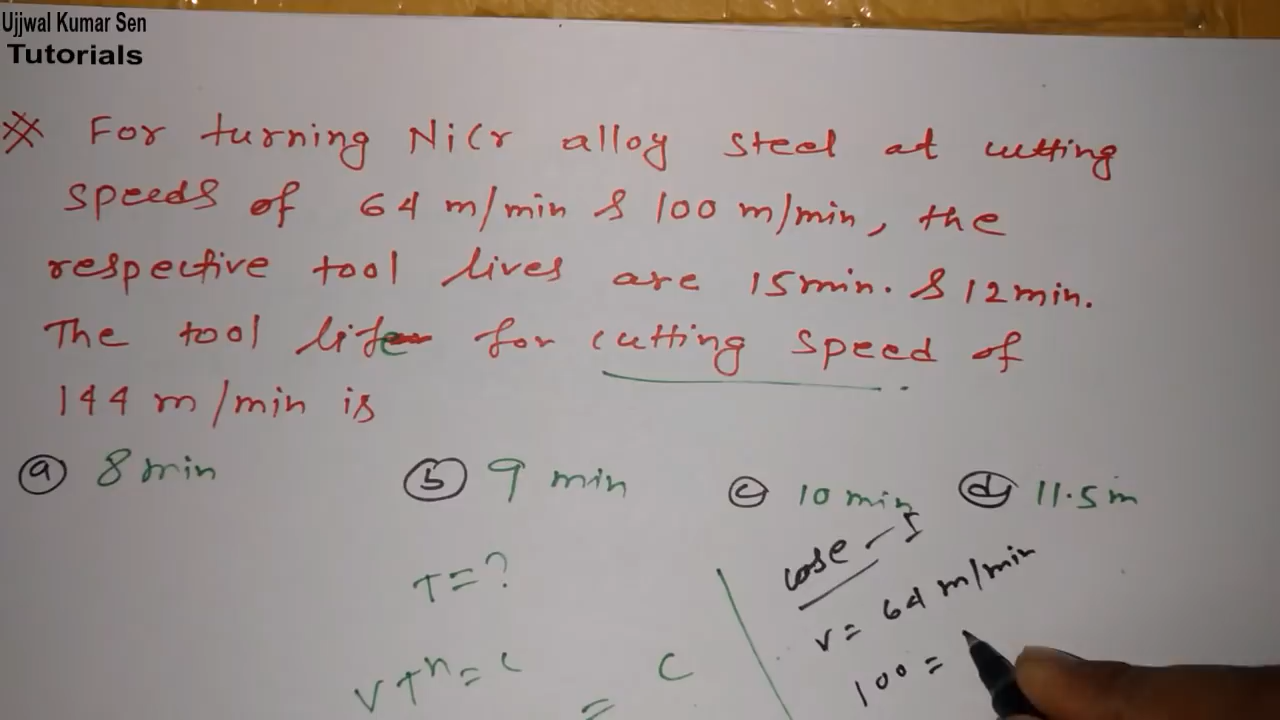 Ujjwal Kumar Sen
Tutorials
For turning NiCr alloy steel at cutting
speeds of 64 m/min & 100 m/min, the
respective tool lives are 15min. & 12min.
The tool life for cutting speed of
144 m/min is
(a) 8 min (b) 9 min (c) 10 min (d) 11.5 m
T = ?
VT^n = C
= C
case - I
V = 64 m/min
100 =